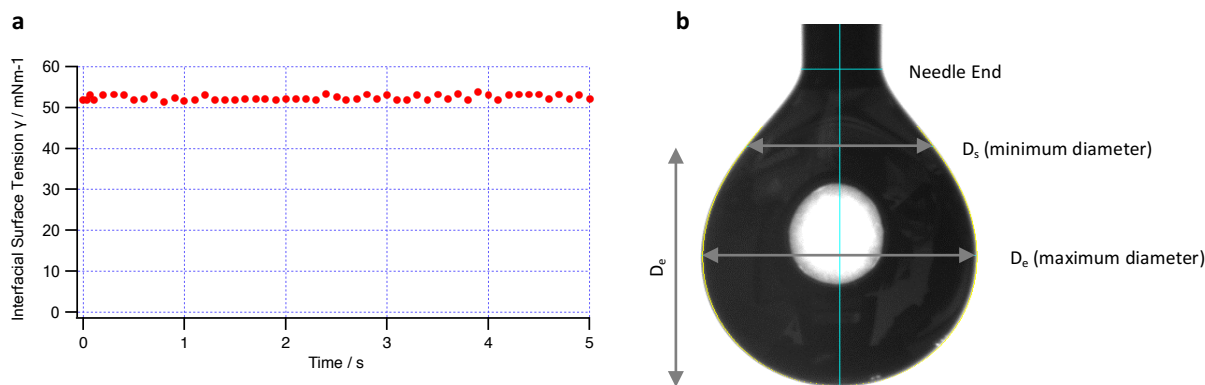 a
Interfacial Surface Tension γ / mNm-1
60
50
40
30
20
10
0
0 1 2 3 4 5
Time / s
b
Needle End
Ds (minimum diameter)
De
De (maximum diameter)